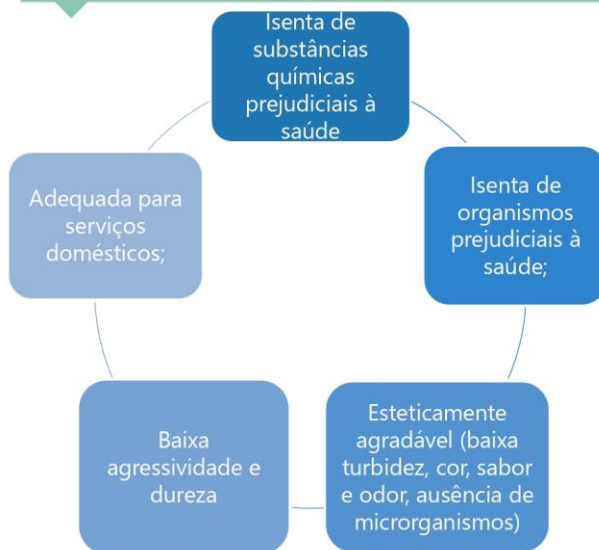 Isenta de
substâncias
químicas
prejudiciais à
saúde
Isenta de
organismos
prejudiciais à
saúde;
Esteticamente
agradável (baixa
turbidez, cor, sabor
e odor, ausência de
microrganismos)
Baixa
agressividade e
dureza
Adequada para
serviços
domésticos;